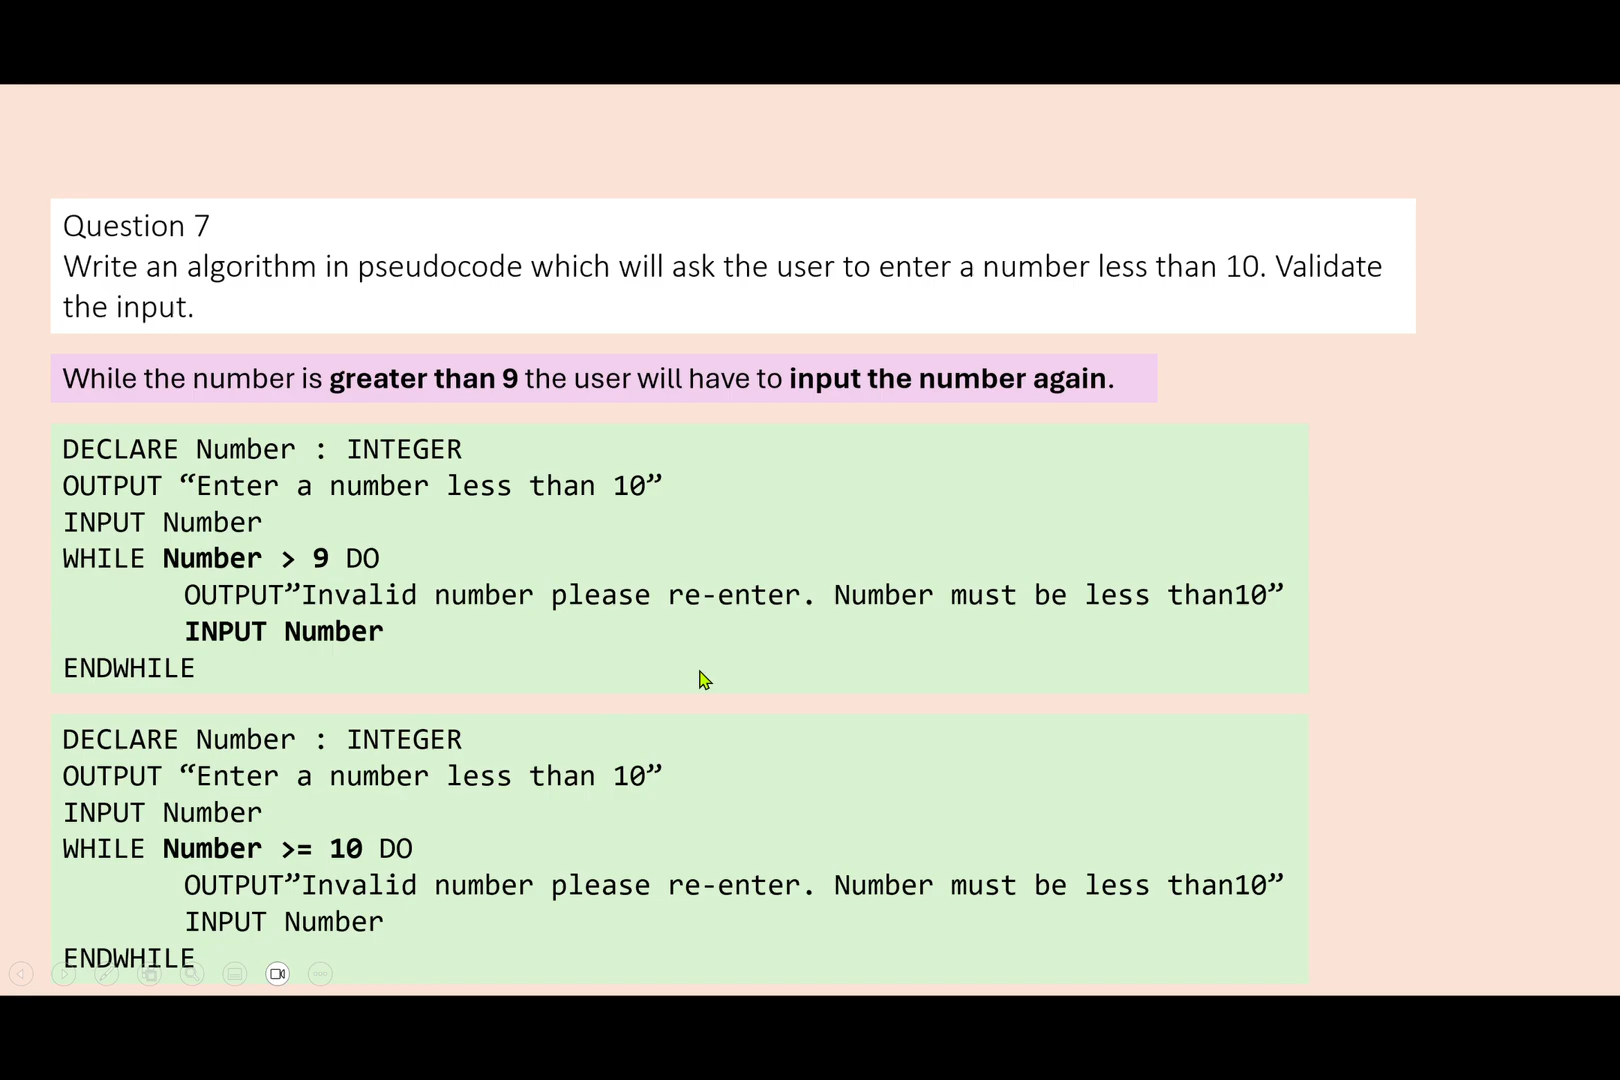 Question 7
Write an algorithm in pseudocode which will ask the user to enter a number less than 10. Validate
the input.
While the number is greater than 9 the user will have to input the number again.
DECLARE Number : INTEGER
OUTPUT “Enter a number less than 10”
INPUT Number
WHILE Number > 9 DO
OUTPUT”Invalid number please re-enter. Number must be less than10”
INPUT Number
ENDWHILE
DECLARE Number : INTEGER
OUTPUT “Enter a number less than 10”
INPUT Number
WHILE Number >= 10 DO
OUTPUT”Invalid number please re-enter. Number must be less than10”
INPUT Number
ENDWHILE